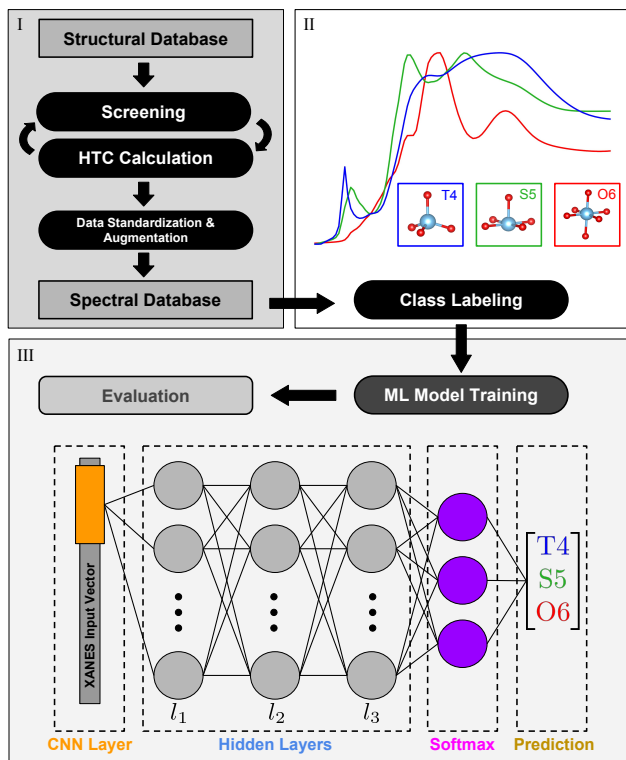 I
Structural Database
Screening
HTC Calculation
Data Standardization &
Augmentation
Spectral Database
II
T4
S5
O6
Class Labeling
III
Evaluation
ML Model Training
XANES Input Vector
T4
S5
O6
l1
l2
l3
CNN Layer
Hidden Layers
Softmax
Prediction